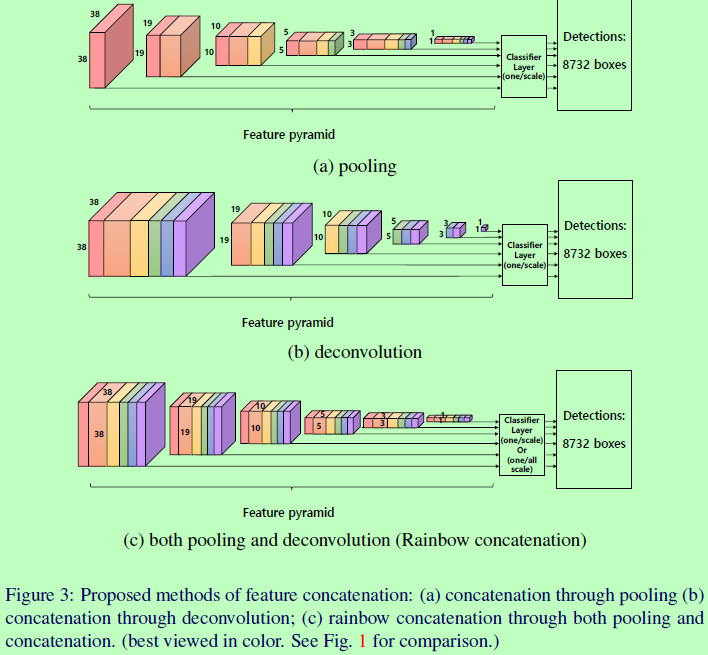 38
38
19
19
10
10
5
5
3
3
1
1
Classifier
Layer
(one/scale)
Detections:
8732 boxes
Feature pyramid
(a) pooling
38
38
19
19
10
10
5
5
3
3
1
1
Classifier
Layer
(one/scale)
Detections:
8732 boxes
Feature pyramid
(b) deconvolution
38
38
19
19
10
10
5
5
3
3
1
1
Classifier
Layer
(one/scale)
Or
(one/all
scale)
Detections:
8732 boxes
Feature pyramid
(c) both pooling and deconvolution (Rainbow concatenation)
Figure 3: Proposed methods of feature concatenation: (a) concatenation through pooling (b)
concatenation through deconvolution; (c) rainbow concatenation through both pooling and
concatenation. (best viewed in color. See Fig. 1 for comparison.)